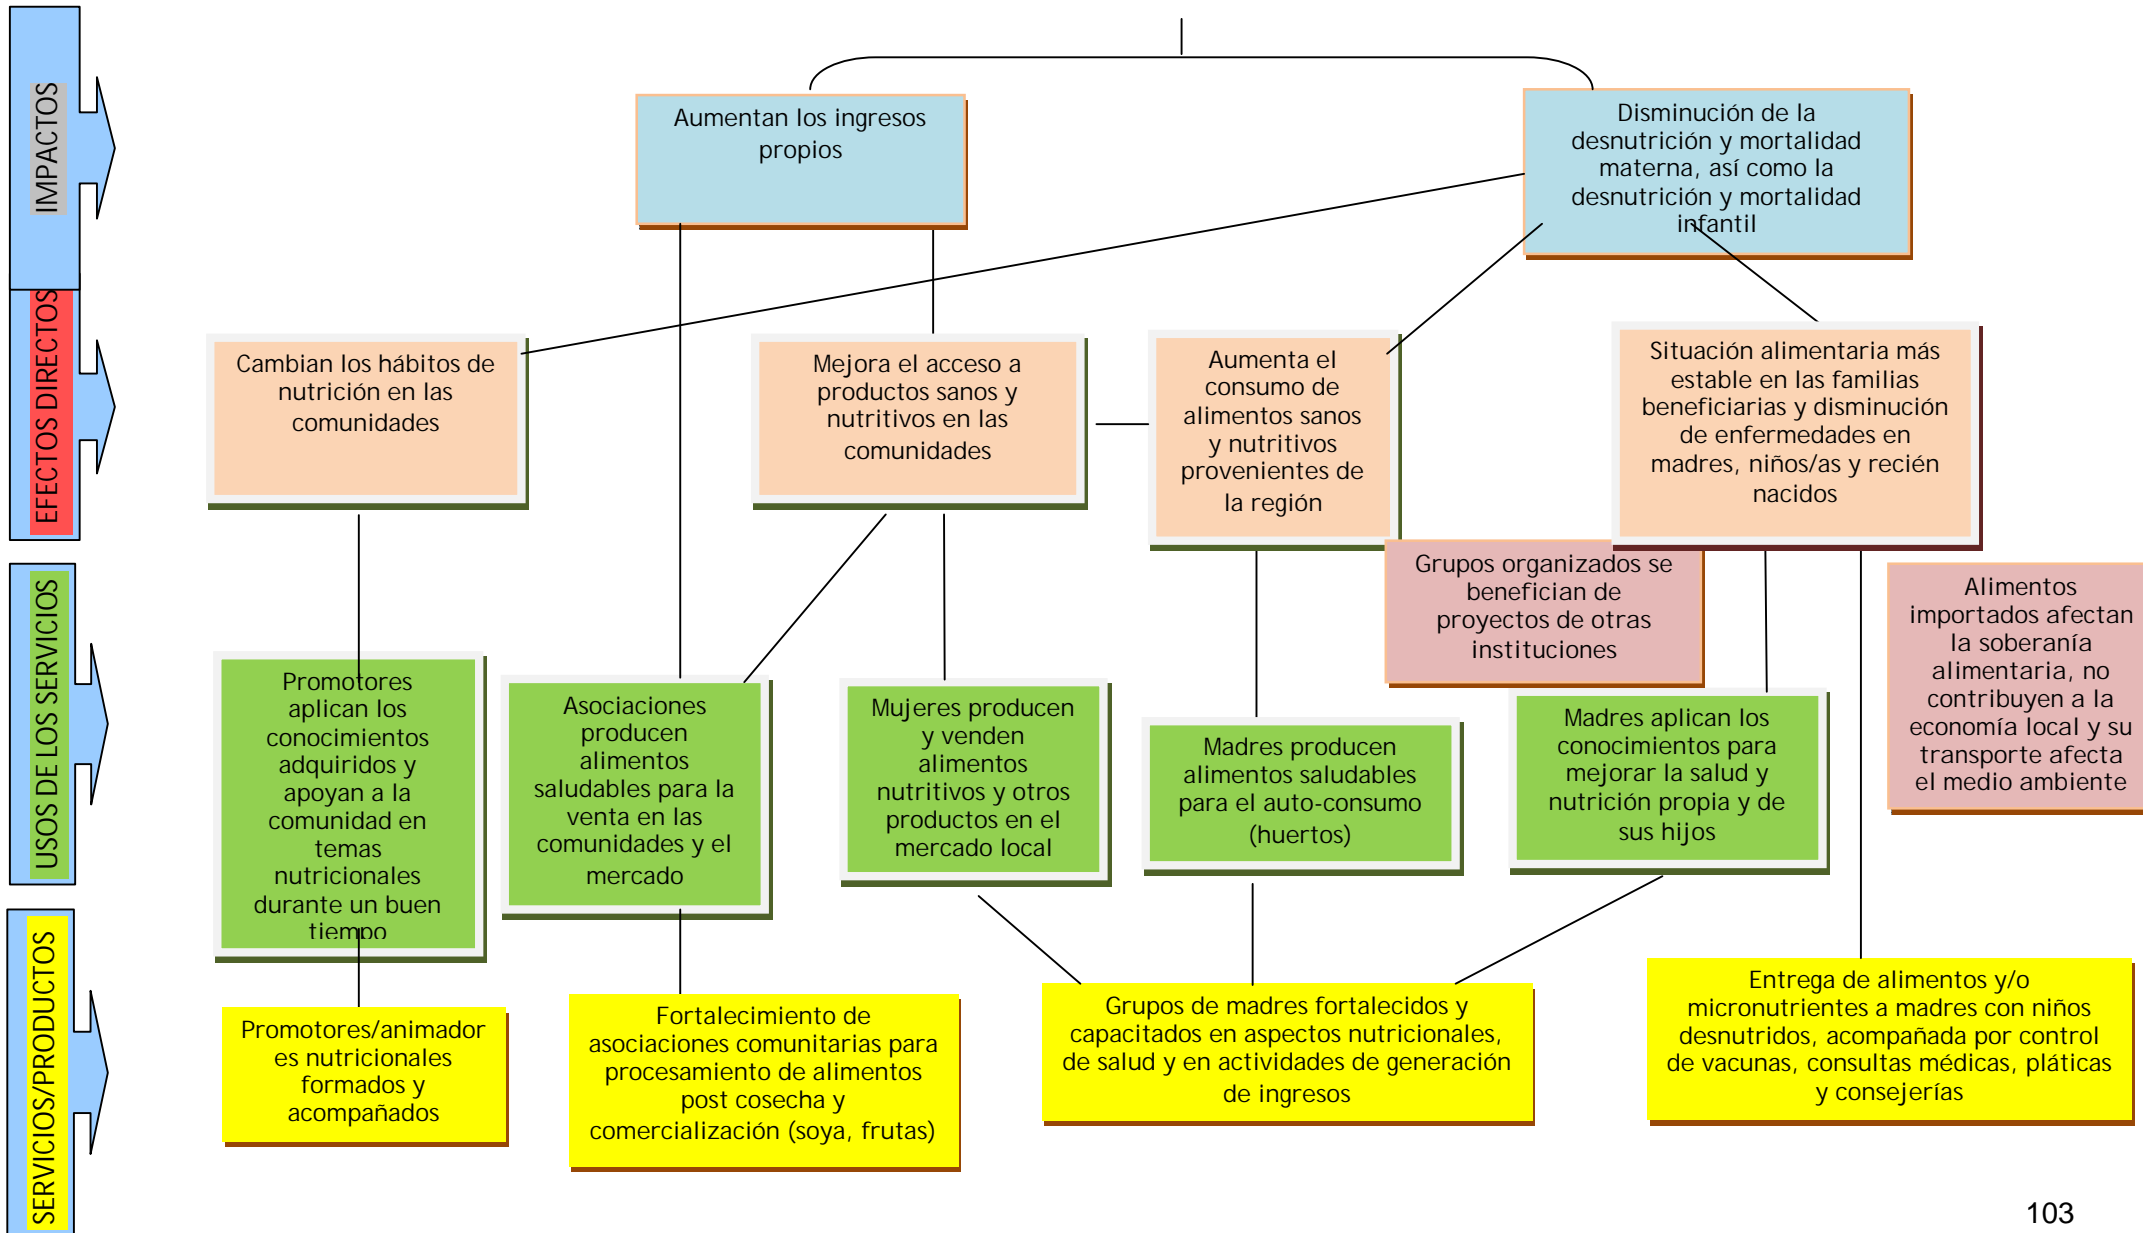 IMPACTOS
Aumentan los ingresos
propios
Disminución de la
desnutrición y mortalidad
materna, así como la
desnutrición y mortalidad
infantil
EFECTOS DIRECTOS
Cambian los hábitos de
nutrición en las
comunidades
Mejora el acceso a
productos sanos y
nutritivos en las
comunidades
Aumenta el
consumo de
alimentos sanos
y nutritivos
provenientes de
la región
Situación alimentaria más
estable en las familias
beneficiarias y disminución
de enfermedades en
madres, niños/as y recién
nacidos
Grupos organizados se
benefician de
proyectos de otras
instituciones
Alimentos
importados afectan
la soberanía
alimentaria, no
contribuyen a la
economía local y su
transporte afecta
el medio ambiente
USOS DE LOS SERVICIOS
Promotores
aplican los
conocimientos
adquiridos y
apoyan a la
comunidad en
temas
nutricionales
durante un buen
tiempo
Asociaciones
producen
alimentos
saludables para la
venta en las
comunidades y el
mercado
Mujeres producen
y venden
alimentos
nutritivos y otros
productos en el
mercado local
Madres producen
alimentos saludables
para el auto-consumo
(huertos)
Madres aplican los
conocimientos para
mejorar la salud y
nutrición propia y de
sus hijos
SERVICIOS/PRODUCTOS
Promotores/animador
es nutricionales
formados y
acompañados
Fortalecimiento de
asociaciones comunitarias para
procesamiento de alimentos
post cosecha y
comercialización (soya, frutas)
Grupos de madres fortalecidos y
capacitados en aspectos nutricionales,
de salud y en actividades de generación
de ingresos
Entrega de alimentos y/o
micronutrientes a madres con niños
desnutridos, acompañada por control
de vacunas, consultas médicas, pláticas
y consejerías
103